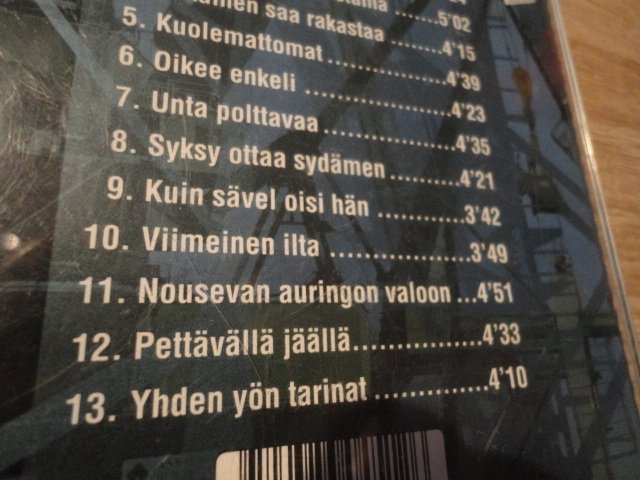 5'02
saa rakastaa ........4'15
5. Kuolemattomat ....................4'39
6. Oikee enkeli ........................4'23
7. Unta polttavaa.....................4'35
8. Syksy ottaa sydämen ..........4'21
9. Kuin sävel oisi hän ............3'42
10. Viimeinen ilta .....................3'49
11. Nousevan auringon valoon ...4'51
12. Pettävällä jäällä..................4'33
13. Yhden yön tarinat ...............4'10